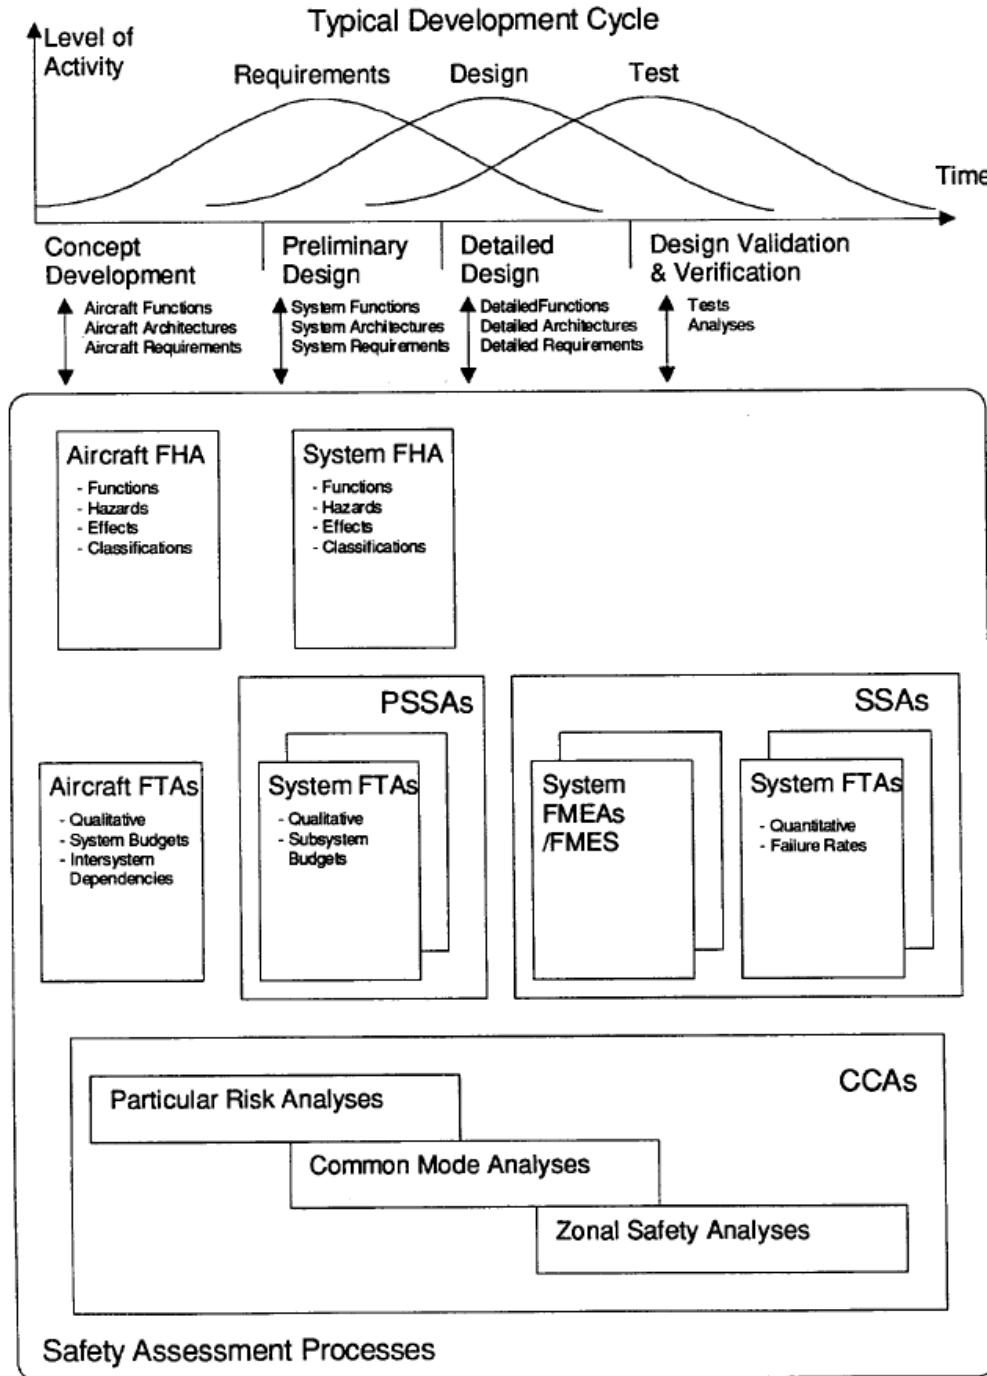 Typical Development Cycle
Level of
Activity
Requirements
Design
Test
Time
Concept
Development
Preliminary
Design
Detailed
Design
Design Validation
& Verification
Aircraft Functions
Aircraft Architectures
Aircraft Requirements
System Functions
System Architectures
System Requirements
DetailedFunctions
Detailed Architectures
Detailed Requirements
Tests
Analyses
Aircraft FHA
- Functions
- Hazards
- Effects
- Classifications
System FHA
- Functions
- Hazards
- Effects
- Classifications
PSSAs
SSAs
Aircraft FTAs
- Qualitative
- System Budgets
- Intersystem
Dependencies
System FTAs
- Qualitative
- Subsystem
Budgets
System
FMEAs
/FMES
System FTAs
- Quantitative
- Failure Rates
CCAs
Particular Risk Analyses
Common Mode Analyses
Zonal Safety Analyses
Safety Assessment Processes